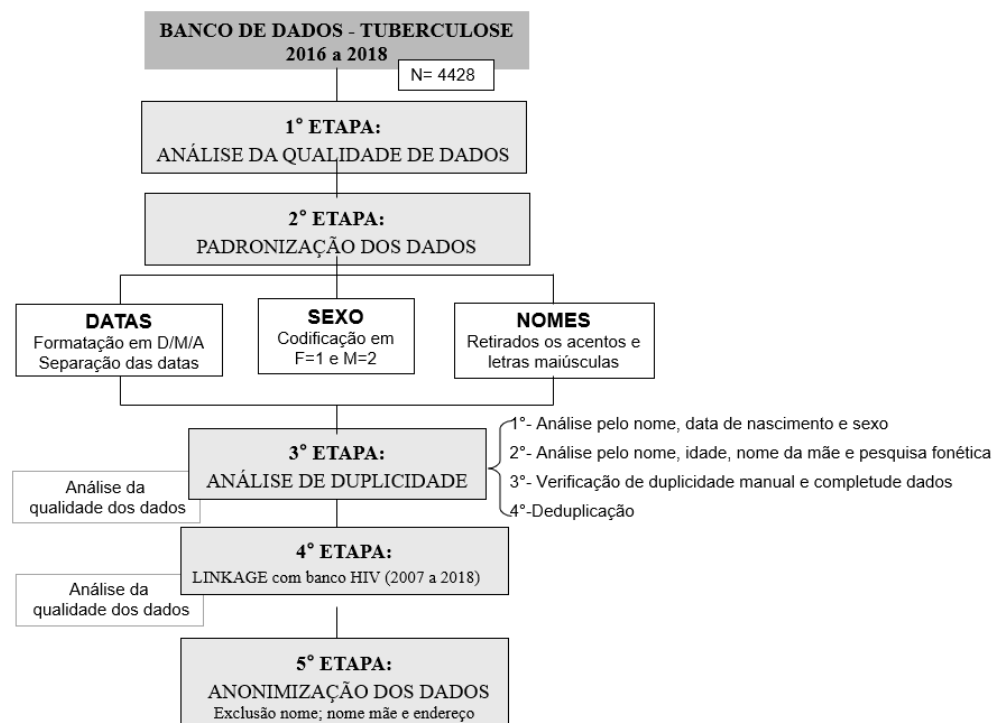 BANCO DE DADOS - TUBERCULOSE
2016 a 2018
N= 4428
1° ETAPA:
ANÁLISE DA QUALIDADE DE DADOS
2° ETAPA:
PADRONIZAÇÃO DOS DADOS
DATAS
Formatação em D/M/A
Separação das datas
SEXO
Codificação em
F=1 e M=2
NOMES
Retirados os acentos e
letras maiúsculas
3° ETAPA:
ANÁLISE DE DUPLICIDADE
1°- Análise pelo nome, data de nascimento e sexo
2°- Análise pelo nome, idade, nome da mãe e pesquisa fonética
3°- Verificação de duplicidade manual e completude dados
4°-Deduplicação
Análise da
qualidade dos dados
4° ETAPA:
LINKAGE com banco HIV (2007 a 2018)
Análise da
qualidade dos dados
5° ETAPA:
ANONIMIZAÇÃO DOS DADOS
Exclusão nome; nome mãe e endereço